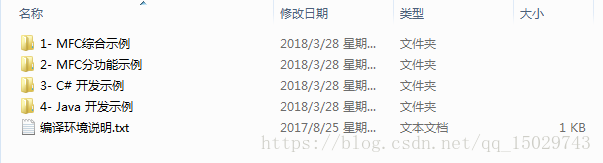 名称 修改日期 类型 大小
1- MFC综合示例 2018/3/28 星期... 文件夹
2- MFC分功能示例 2018/3/28 星期... 文件夹
3- C# 开发示例 2018/3/28 星期... 文件夹
4- Java 开发示例 2018/3/28 星期... 文件夹
编译环境说明.txt 2017/8/25 星期... 文本文档 1 KB
https://blog.csdn.net/qq_15029743